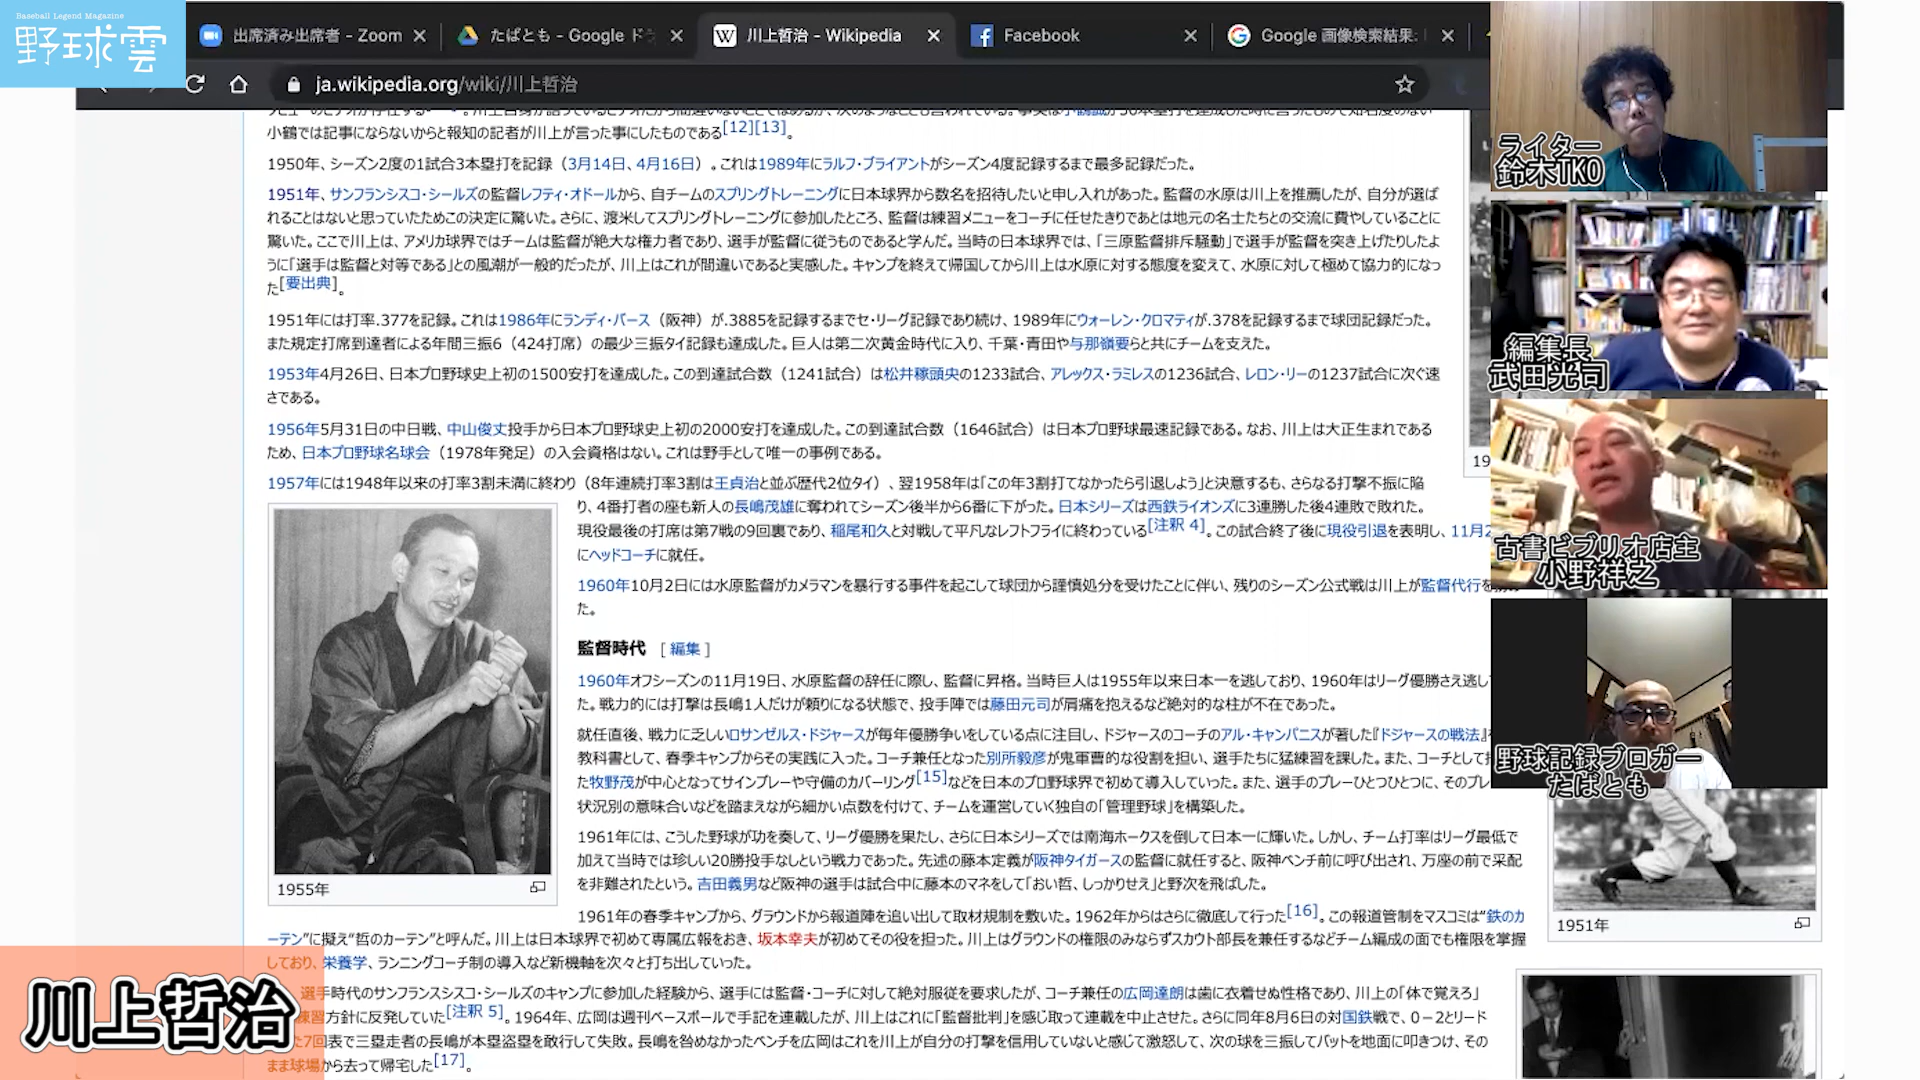 Baseball Legend Magazine
野球雲
出席済み出席者 - Zoom
たばとも - Google ド
川上哲治 - Wikipedia
Facebook
Google 画像検索結果:
ja.wikipedia.org/wiki/川上哲治
小鶴では記事にならないからと報知の記者が川上が言った事にしたものである[12][13]。
1950年、シーズン2度の1試合3本塁打を記録（3月14日、4月16日）。これは1989年にラルフ・ブライアントがシーズン4度記録するまで最多記録だった。
1951年、サンフランシスコ・シールズの監督レフティ・オドールから、自チームのスプリングトレーニングに日本球界から数名を招待したいと申し入れがあった。監督の水原は川上を推薦したが、自分が選ば
れることはないと思っていたためこの決定に驚いた。さらに、渡米してスプリングトレーニングに参加したところ、監督は練習メニューをコーチに任せたきりであとは地元の名士たちとの交流に費やしていることに
驚いた。ここで川上は、アメリカ球界ではチームは監督が絶大な権力者であり、選手が監督に従うものであると学んだ。当時の日本球界では、「三原監督排斥騒動」で選手が監督を突き上げたりしたよ
うに「選手は監督と対等である」との風潮が一般的だったが、川上はこれが間違いであると実感した。キャンプを終えて帰国してから川上は水原に対する態度を変えて、水原に対して極めて協力的になっ
た[要出典]。
1951年には打率.377を記録。これは1986年にランディ・バース（阪神）が.3885を記録するまでセ・リーグ記録であり続け、1989年にウォーレン・クロマティが.378を記録するまで球団記録だった。
また規定打席到達者による年間三振6（424打席）の最少三振タイ記録も達成した。巨人は第二次黄金時代に入り、千葉・青田や与那嶺要らと共にチームを支えた。
1953年4月26日、日本プロ野球史上初の1500安打を達成した。この到達試合数（1241試合）は松井稼頭央の1233試合、アレックス・ラミレスの1236試合、レロン・リーの1237試合に次ぐ速
さである。
1956年5月31日の中日戦、中山俊丈投手から日本プロ野球史上初の2000安打を達成した。この到達試合数（1646試合）は日本プロ野球最速記録である。なお、川上は大正生まれである
ため、日本プロ野球名球会（1978年発足）の入会資格はない。これは野手として唯一の事例である。
1957年には1948年以来の打率3割未満に終わり（8年連続打率3割は王貞治と並ぶ歴代2位タイ）、翌1958年は「この年3割打てなかったら引退しよう」と決意するも、さらなる打撃不振に陥
り、4番打者の座も新人の長嶋茂雄に奪われてシーズン後半から6番に下がった。日本シリーズは西鉄ライオンズに3連勝した後4連敗で敗れた。
現役最後の打席は第7戦の9回裏であり、稲尾和久と対戦して平凡なレフトフライに終わっている[注釈 4]。この試合終了後に現役引退を表明し、11月2
にヘッドコーチに就任。
1960年10月2日には水原監督がカメラマンを暴行する事件を起こして球団から謹慎処分を受けたことに伴い、残りのシーズン公式戦は川上が監督代行を
た。
監督時代 [ 編集 ]
1960年オフシーズンの11月19日、水原監督の辞任に際し、監督に昇格。当時巨人は1955年以来日本一を逃しており、1960年はリーグ優勝さえ逃し
た。戦力的には打撃は長嶋1人だけが頼りになる状態で、投手陣では藤田元司が肩痛を抱えるなど絶対的な柱が不在であった。
就任直後、戦力に乏しいロサンゼルス・ドジャースが毎年優勝争いをしている点に注目し、ドジャースのコーチのアル・キャンパニスが著した『ドジャースの戦法』を
教科書として、春季キャンプからその実践に入った。コーチ兼任となった別所毅彦が鬼軍曹的な役割を担い、選手たちに猛練習を課した。また、コーチとして
た牧野茂が中心となってサインプレーや守備のカバーリング[15]などを日本のプロ野球界で初めて導入していった。また、選手のプレーひとつひとつに、そのプレ
状況別の意味合いなどを踏まえながら細かい点数を付けて、チームを運営していく独自の「管理野球」を構築した。
1961年には、こうした野球が功を奏して、リーグ優勝を果たし、さらに日本シリーズでは南海ホークスを倒して日本一に輝いた。しかし、チーム打率はリーグ最低で
加えて当時では珍しい20勝投手なしという戦力であった。先述の藤本定義が阪神タイガースの監督に就任すると、阪神ベンチ前に呼び出され、万座の前で采配
を非難されたという。吉田義男など阪神の選手は試合中に藤本のマネをして「おい哲、しっかりせえ」と野次を飛ばした。
1961年の春季キャンプから、グラウンドから報道陣を追い出して取材規制を敷いた。1962年からはさらに徹底して行った[16]。この報道管制をマスコミは“鉄のカ
ーテン”に擬え“哲のカーテン”と呼んだ。川上は日本球界で初めて専属広報をおき、坂本幸夫が初めてその役を担った。川上はグラウンドの権限のみならずスカウト部長を兼任するなどチーム編成の面でも権限を掌握
しており、栄養学、ランニングコーチ制の導入など新機軸を次々と打ち出していった。
選手時代のサンフランスシスコ・シールズのキャンプに参加した経験から、選手には監督・コーチに対して絶対服従を要求したが、コーチ兼任の広岡達朗は歯に衣着せぬ性格であり、川上の「体で覚えろ」
練習方針に反発していた[注釈 5]。1964年、広岡は週刊ベースボールで手記を連載したが、川上はこれに「監督批判」を感じ取って連載を中止させた。さらに同年8月6日の対国鉄戦で、0－2とリード
た7回表で三塁走者の長嶋が本塁盗塁を敢行して失敗。長嶋を咎めなかったベンチを広岡はこれを川上が自分の打撃を信用していないと感じて激怒して、次の球を三振してバットを地面に叩きつけ、その
まま球場から去って帰宅した[17]。
1955年
19
1951年
ライター
鈴木TKO
編集長
武田光司
古書ビブリオ店主
小野祥之
野球記録ブロガー
たばとも
川上哲治